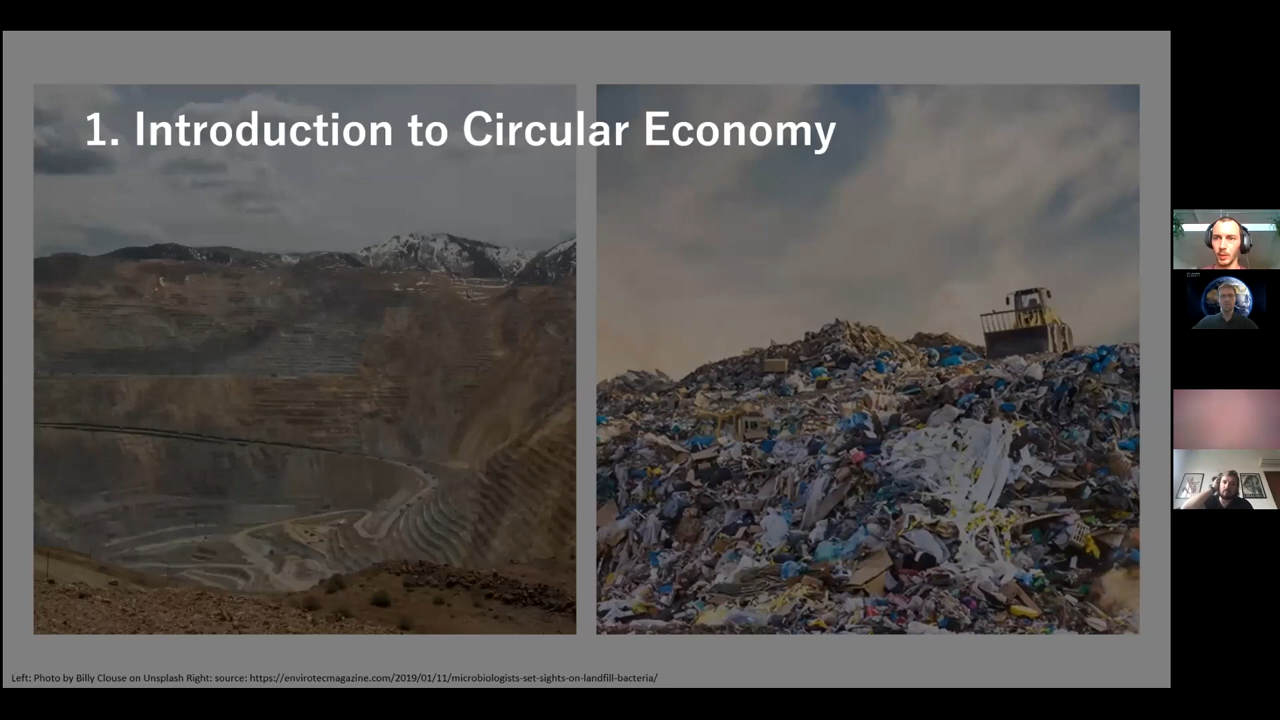 1. Introduction to Circular Economy
Left: Photo by Billy Clouse on Unsplash Right: source: https://envirotecmagazine.com/2019/01/11/microbiologists-set-sights-on-landfill-bacteria/